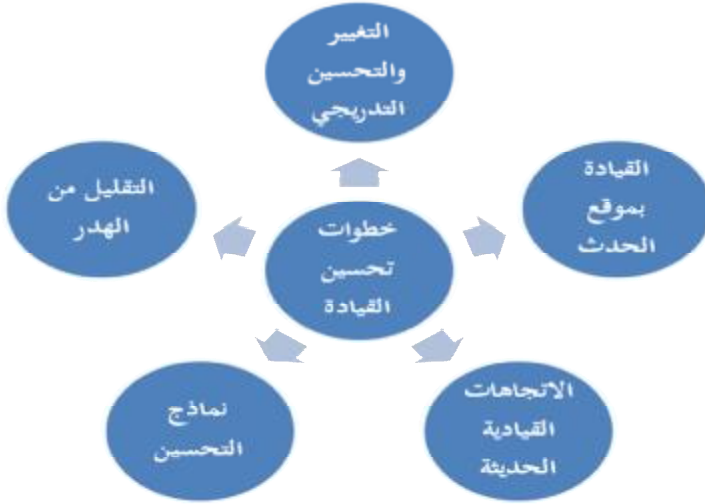 التغيير
والتحسين
التدريجي
القيادة
بموقع
الحدث
التقليل من
الهدر
خطوات
تحسين
القيادة
الاتجاهات
القيادية
الحديثة
نماذج
التحسين